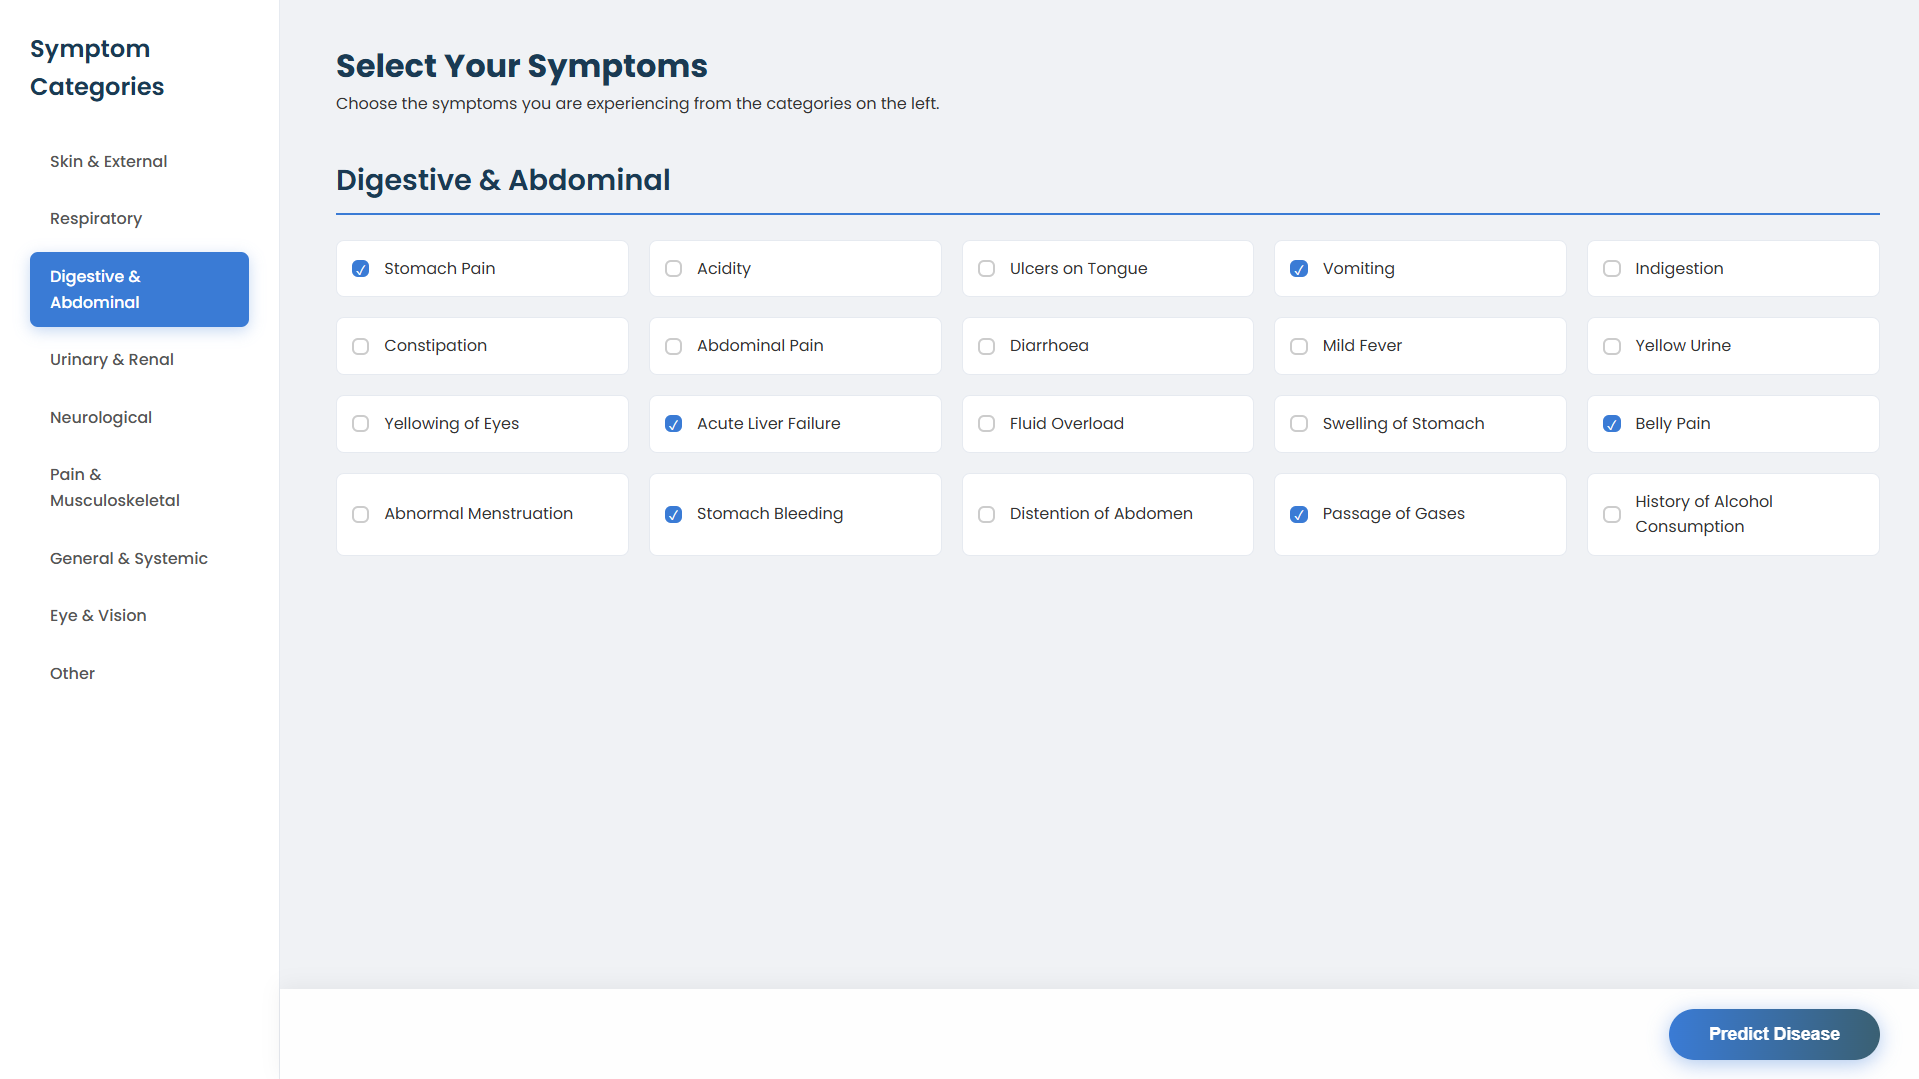 Symptom
Categories
Skin & External
Respiratory
Digestive &
Abdominal
Urinary & Renal
Neurological
Pain &
Musculoskeletal
General & Systemic
Eye & Vision
Other
Select Your Symptoms
Choose the symptoms you are experiencing from the categories on the left.
Digestive & Abdominal
Stomach Pain
Acidity
Ulcers on Tongue
Vomiting
Indigestion
Constipation
Abdominal Pain
Diarrhoea
Mild Fever
Yellow Urine
Yellowing of Eyes
Acute Liver Failure
Fluid Overload
Swelling of Stomach
Belly Pain
Abnormal Menstruation
Stomach Bleeding
Distention of Abdomen
Passage of Gases
History of Alcohol
Consumption
Predict Disease